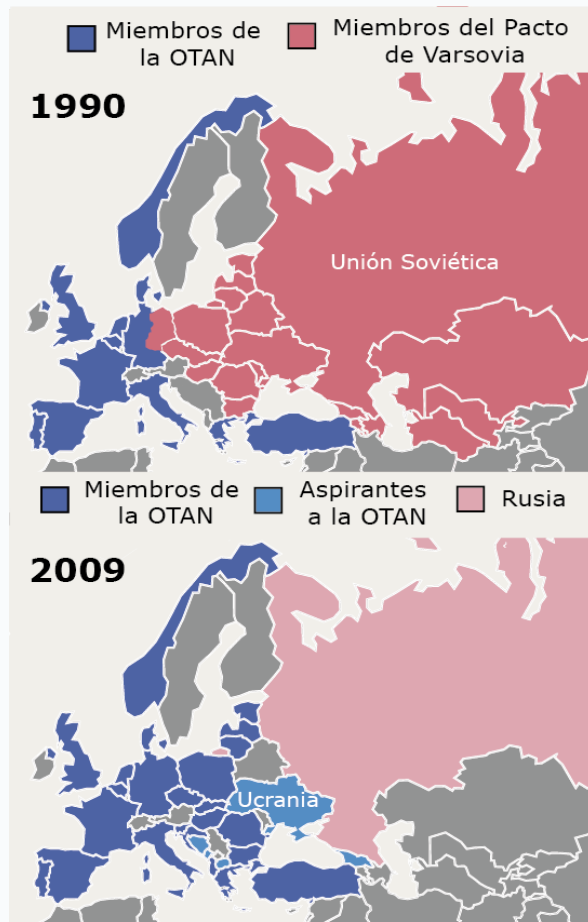 Miembros de
la OTAN
Miembros del Pacto
de Varsovia
1990
Unión Soviética
Miembros de
la OTAN
Aspirantes
a la OTAN
Rusia
2009
Ucrania